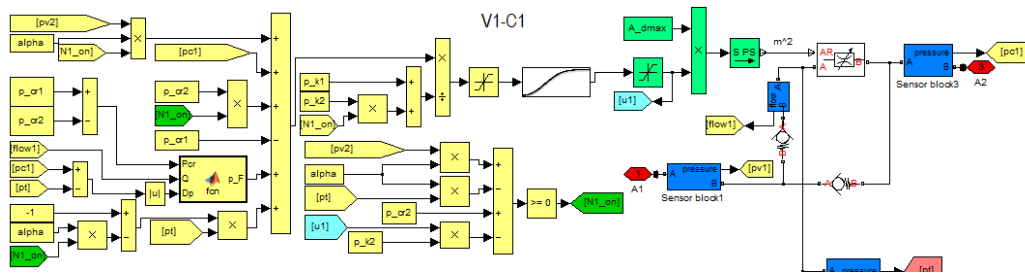 V1-C1
[pv2]
alpha
[N1_on]
×
[pc1]
+
+
+
−
+
+
p_cr1
p_cr2
+
−
p_cr2
[N1_on]
×
p_cr1
[flow1]
[pc1]
[pt]
+
−
|u|
Pcr
Q
Dp
fcn
p_F
-1
alpha
[N1_on]
×
+
−
[pt]
×
p_k1
p_k2
[N1_on]
×
+
+
×
÷
[u1]
A_dmax
×
S PS
m^2
AR
A
B
pressure
A
B
Sensor block3
[pc1]
3
A2
flow
A
B
[flow1]
A
B
[pv2]
alpha
[pt]
p_cr2
[u1]
p_k2
×
×
×
+
−
−
−
>= 0
[N1_on]
1
A1
pressure
A
B
Sensor block1
[pv1]
A
B
A
pressure
[pt]